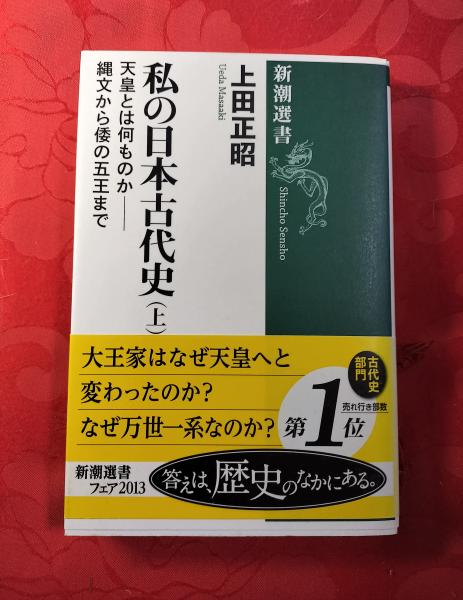 新潮選書
Shincho Sensho
上田正昭
Ueda Masaaki
私の日本古代史(上)
天皇とは何ものか——
縄文から倭の五王まで
大王家はなぜ天皇へと
変わったのか?
なぜ万世一系なのか?
古代史
部門
売れ行き部数
第1位
新潮選書
フェア2013
答えは、歴史のなかにある。